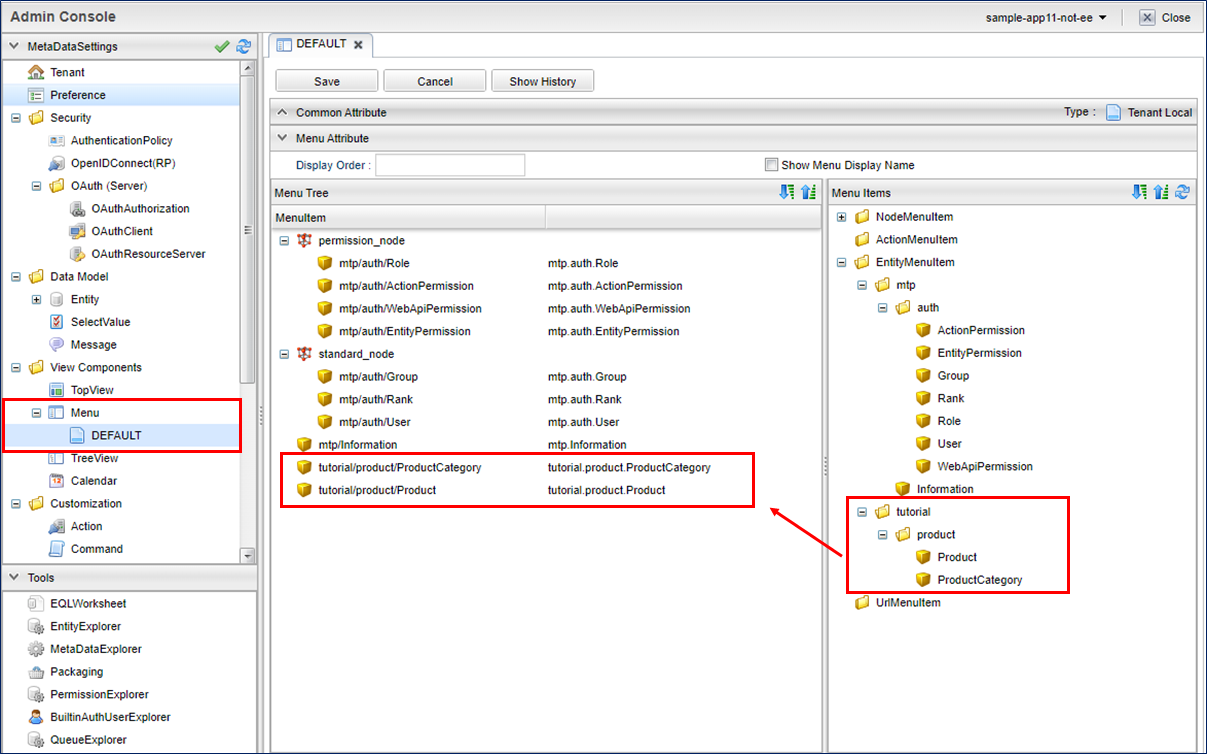 Admin Console
sample-app11-not-ee
Close
MetaDataSettings
Tenant
Preference
Security
AuthenticationPolicy
OpenIDConnect(RP)
OAuth (Server)
OAuthAuthorization
OAuthClient
OAuthResourceServer
Data Model
Entity
SelectValue
Message
View Components
TopView
Menu
DEFAULT
TreeView
Calendar
Customization
Action
Command
Tools
EQLWorksheet
EntityExplorer
MetaDataExplorer
Packaging
PermissionExplorer
BuiltinAuthUserExplorer
QueueExplorer
DEFAULT
Save Cancel Show History
Common Attribute Type : Tenant Local
Menu Attribute
Display Order : Show Menu Display Name
Menu Tree
MenuItem
permission_node
mtp/auth/Role mtp.auth.Role
mtp/auth/ActionPermission mtp.auth.ActionPermission
mtp/auth/WebApiPermission mtp.auth.WebApiPermission
mtp/auth/EntityPermission mtp.auth.EntityPermission
standard_node
mtp/auth/Group mtp.auth.Group
mtp/auth/Rank mtp.auth.Rank
mtp/auth/User mtp.auth.User
mtp/Information mtp.Information
tutorial/product/ProductCategory tutorial.product.ProductCategory
tutorial/product/Product tutorial.product.Product
Menu Items
NodeMenuItem
ActionMenuItem
EntityMenuItem
mtp
auth
ActionPermission
EntityPermission
Group
Rank
Role
User
WebApiPermission
Information
tutorial
product
Product
ProductCategory
UrlMenuItem